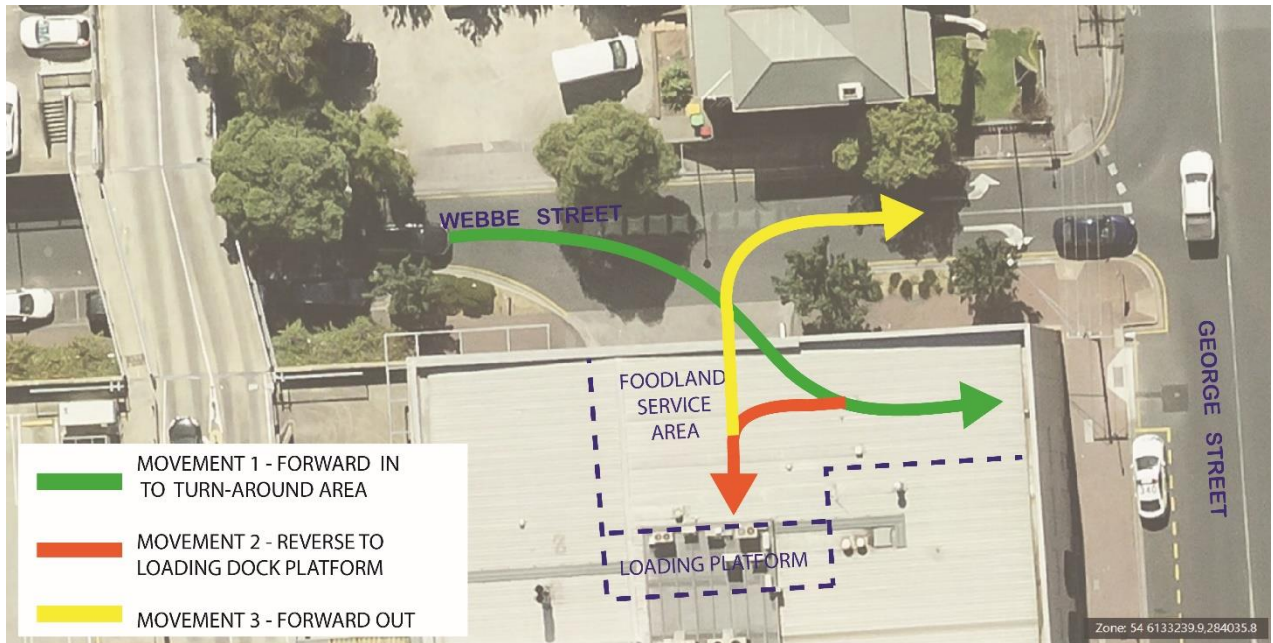 WEBBE STREET
GEORGE STREET
FOODLAND
SERVICE
AREA
LOADING PLATFORM
MOVEMENT 1 - FORWARD IN
TO TURN-AROUND AREA
MOVEMENT 2 - REVERSE TO
LOADING DOCK PLATFORM
MOVEMENT 3 - FORWARD OUT
Zone: 54 6133239.9,284035.8